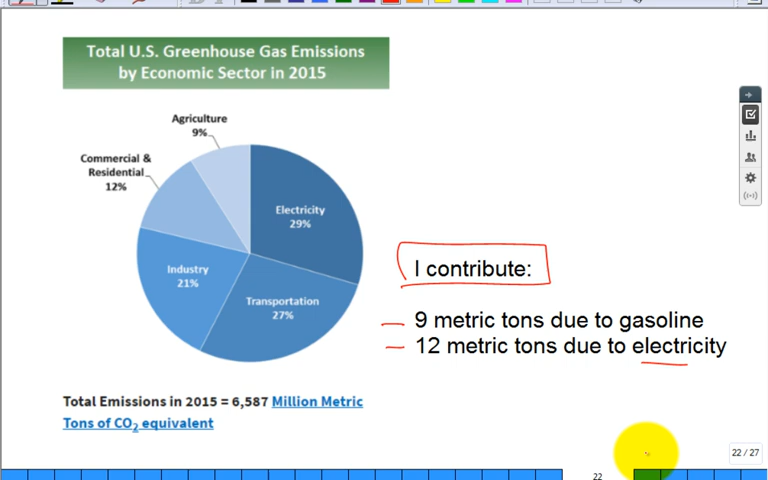 Total U.S. Greenhouse Gas Emissions
by Economic Sector in 2015
Agriculture
9%
Commercial &
Residential
12%
Electricity
29%
Industry
21%
Transportation
27%
I contribute:
9 metric tons due to gasoline
12 metric tons due to electricity
Total Emissions in 2015 = 6,587 Million Metric
Tons of CO₂ equivalent
22 / 27
22